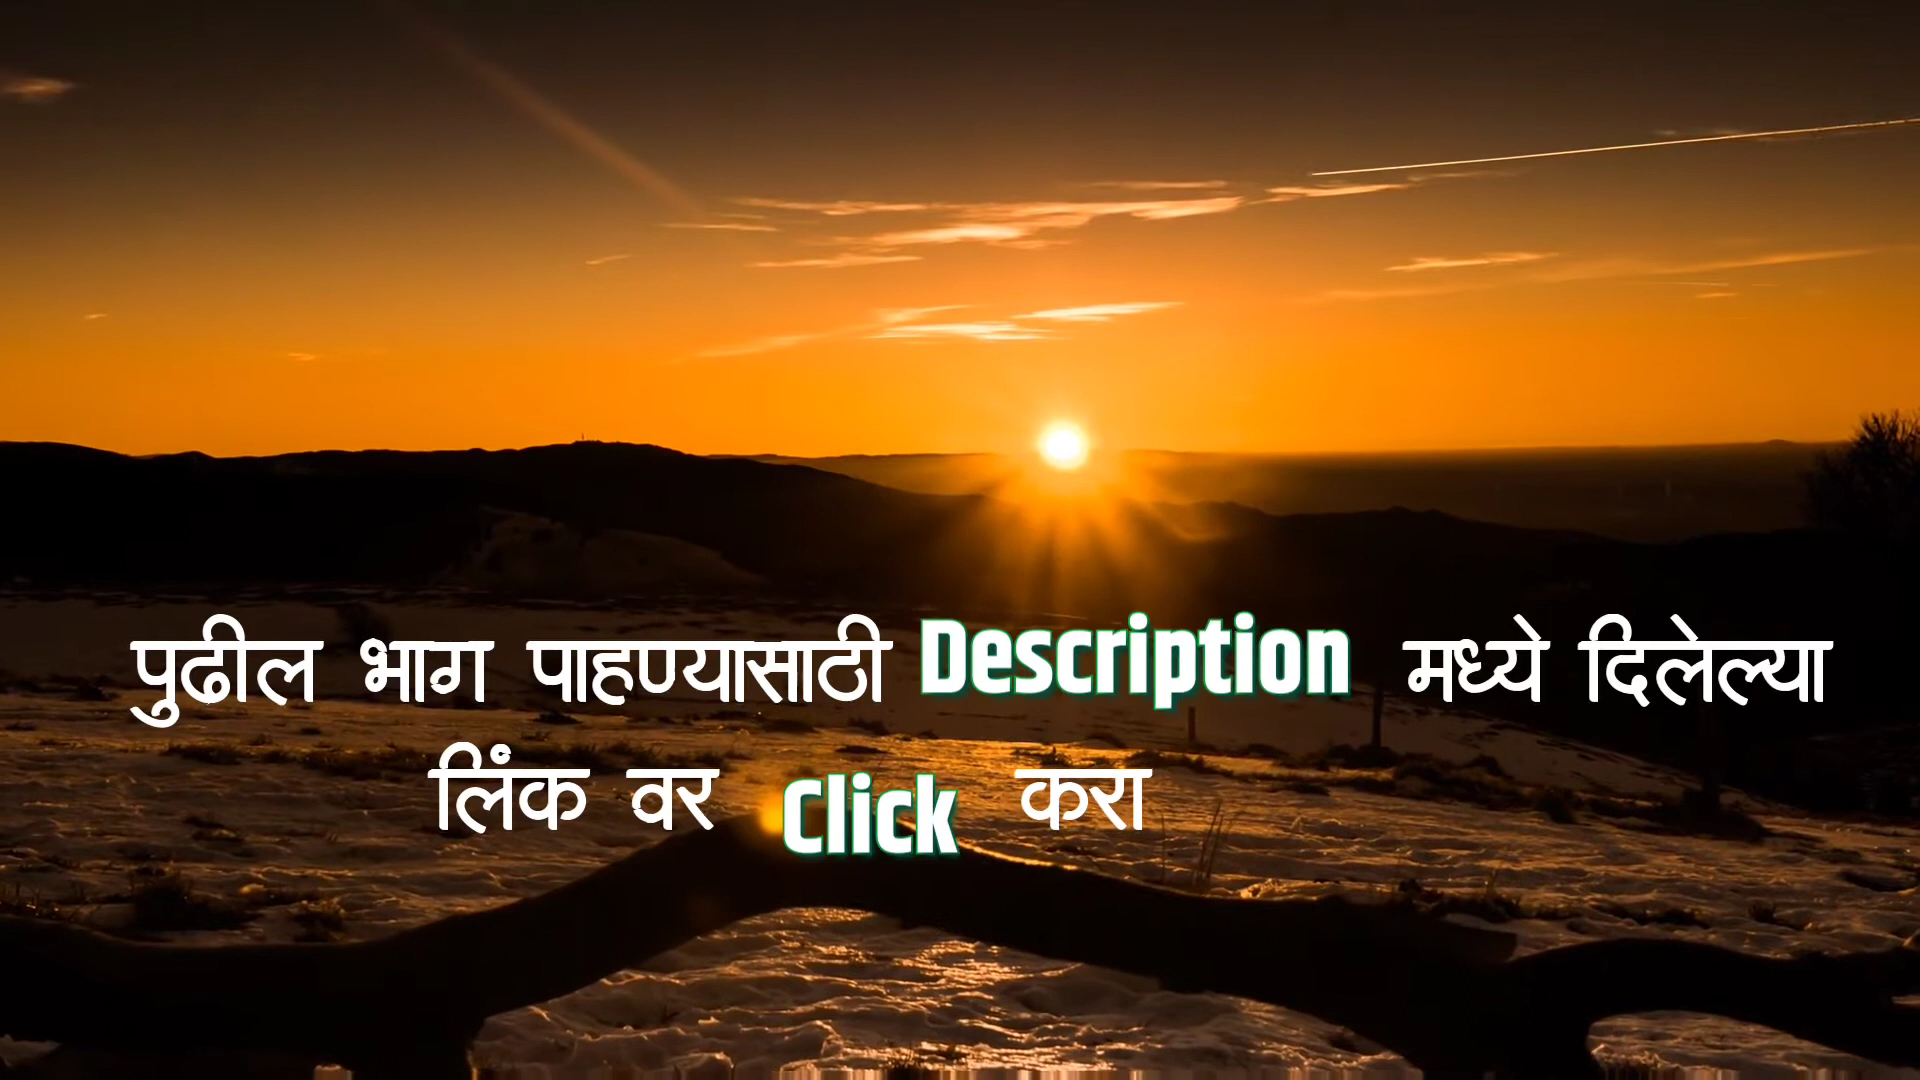 पुढील भाग पाहण्यासाठी Description मध्ये दिलेल्या
लिंक वर Click करा